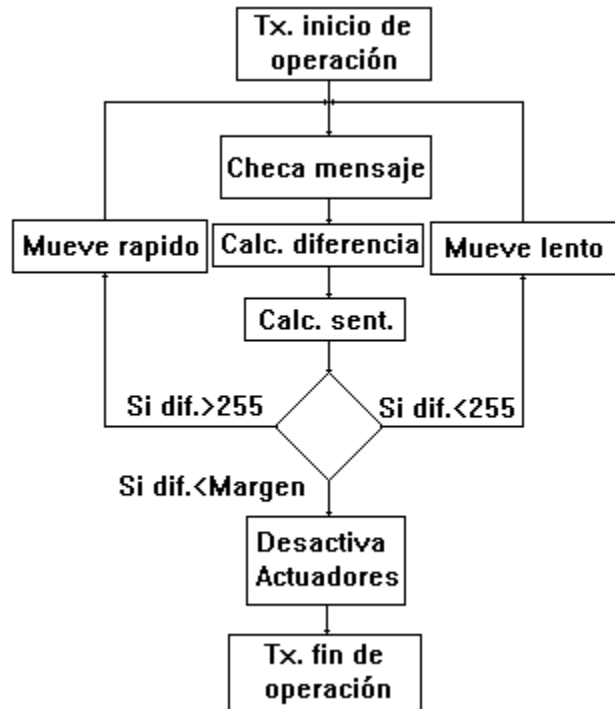 Tx. inicio de
operación
Checa mensaje
Mueve rapido
Calc. diferencia
Mueve lento
Calc. sent.
Si dif.>255
Si dif.<255
Si dif.<Margen
Desactiva
Actuadores
Tx. fin de
operación